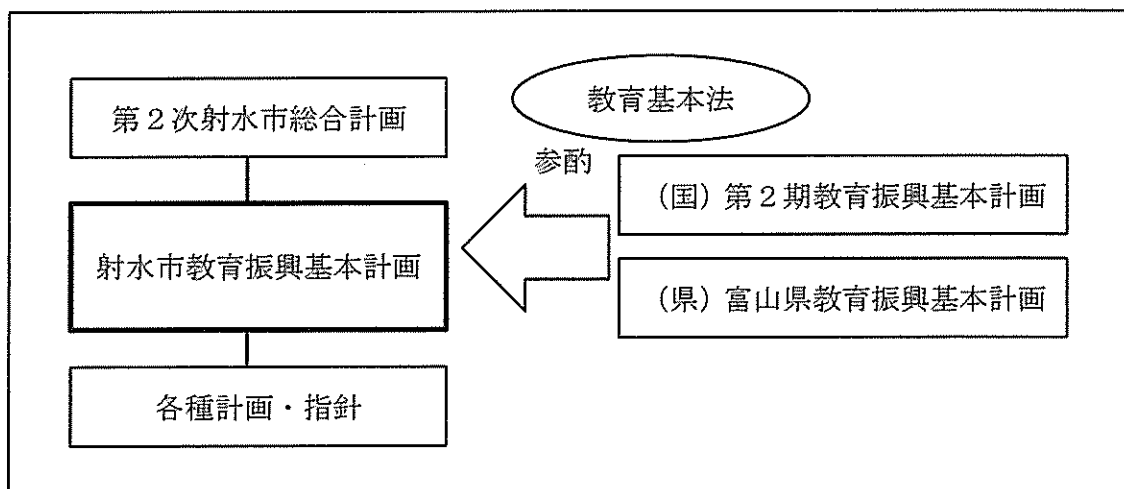 第２次射水市総合計画
教育基本法
参酌
（国）第２期教育振興基本計画
射水市教育振興基本計画
（県）富山県教育振興基本計画
各種計画・指針